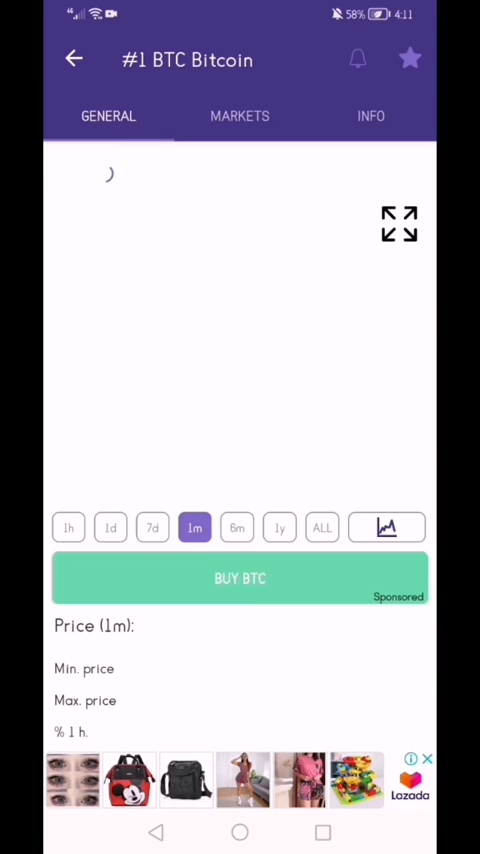 58% 4:11
#1 BTC Bitcoin
GENERAL MARKETS INFO
1h 1d 7d 1m 6m 1y ALL
BUY BTC
Sponsored
Price (1m):
Min. price
Max. price
% 1 h.
Lazada